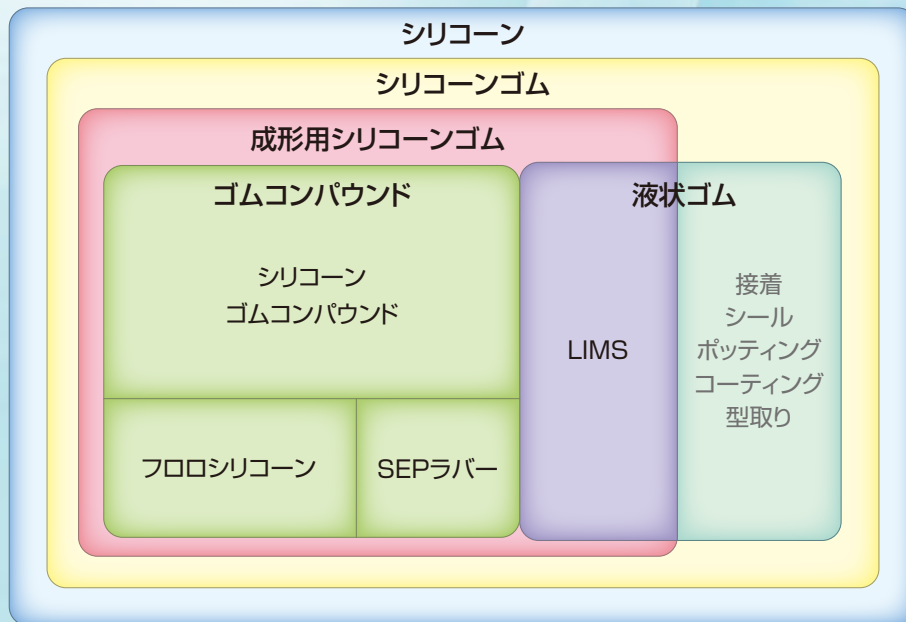 シリコーン
シリコーンゴム
成形用シリコーンゴム
ゴムコンパウンド
シリコーン
ゴムコンパウンド
フロロシリコーン
SEPラバー
液状ゴム
LIMS
接着
シール
ポッティング
コーティング
型取り